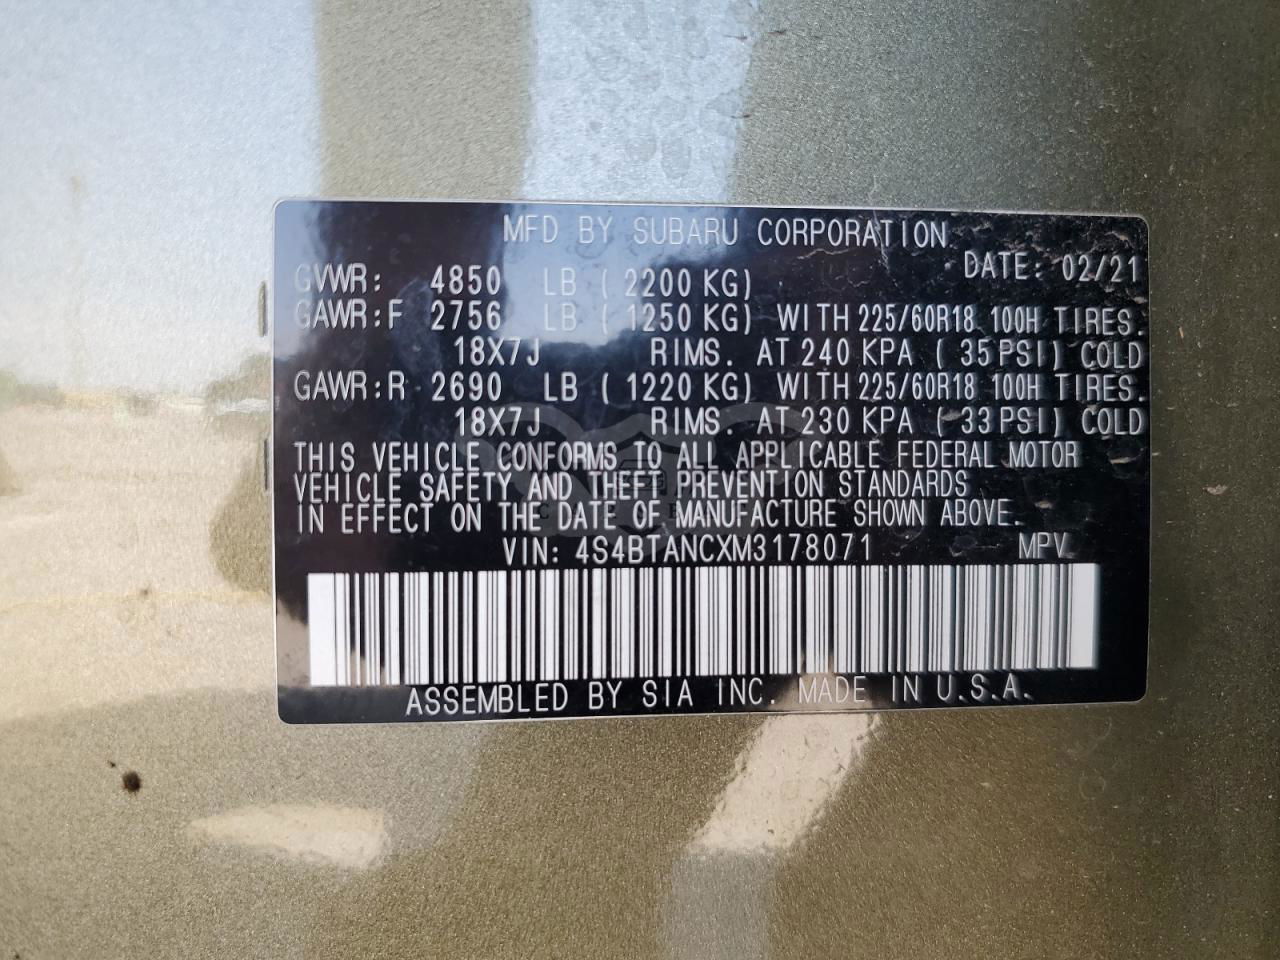 MFD BY SUBARU CORPORATION
DATE: 02/21
GVWR: 4850 LB ( 2200 KG)
GAWR:F 2756 LB ( 1250 KG) WITH 225/60R18 100H TIRES.
18X7J RIMS. AT 240 KPA ( 35 PSI) COLD
GAWR:R 2690 LB ( 1220 KG) WITH 225/60R18 100H TIRES.
18X7J RIMS. AT 230 KPA ( 33 PSI) COLD
THIS VEHICLE CONFORMS TO ALL APPLICABLE FEDERAL MOTOR
VEHICLE SAFETY AND THEFT PREVENTION STANDARDS
IN EFFECT ON THE DATE OF MANUFACTURE SHOWN ABOVE.
VIN: 4S4BTANCXM3178071 MPV
ASSEMBLED BY SIA INC. MADE IN U.S.A.